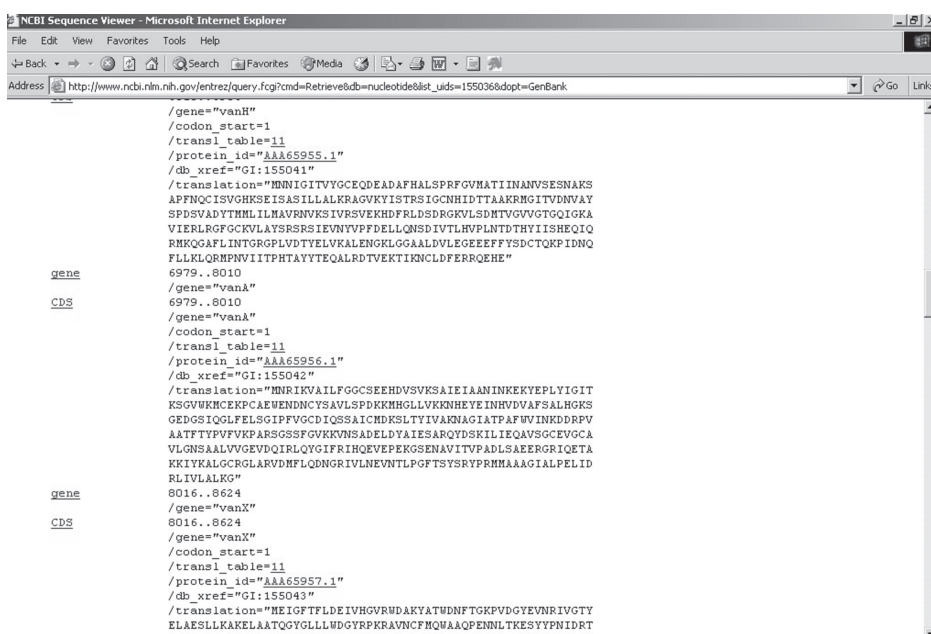 NCBI Sequence Viewer - Microsoft Internet Explorer
File Edit View Favorites Tools Help
Back Search Favorites Media
Address http://www.ncbi.nlm.nih.gov/entrez/query.fcgi?cmd=Retrieve&db=nucleotide&list_uids=155036&dopt=GenBank Go Links
/gene="vanH"
/codon_start=1
/transl_table=11
/protein_id="AAA65955.1"
/db_xref="GI:155041"
/translation="MNNIGITVYGCEQDEADAFHALSPRFGVMATIINANVSESNAKS
APFNQCISVGHKSEISASILLALKRAGVKYISTRSIGCNHIDTTAAKRMGITVDNVAY
SPDSVADYTMMLILMAVRNVKSIVRSVEKHDFRLDSDRGKVLSDMTVGVVGTGQIGKA
VIERLRGFGCKVLAYSRSRSIEVNYVPFDELLQNSDIVTLHVPLNTDTHYIISHEQIQ
RMKQGAFLINTGRGPLVDTYELVKALENGKLGGAALDVLEGEEEFFYSDCTQKPIDNQ
FLLKLQRMPNVIITPHTAYYTEQALRDTVEKTIKNCLDFERRQEHE"
gene 6979..8010
/gene="vanA"
CDS 6979..8010
/gene="vanA"
/codon_start=1
/transl_table=11
/protein_id="AAA65956.1"
/db_xref="GI:155042"
/translation="MNRIKVAILFGGCSEEHDVSVKSAIEIAANINKEKYEPLYIGIT
KSGVWKMCEKPCAEWENDNCYSAVLSPDKKMHGLLVKKNHEYEINHVDVAFSALHGKS
GEDGSIQGLFELSGIPFVGCDIQSSAICMDKSLTYIVAKNAGIATPAFWVINKDDRPV
AATFTYPVFVKPARSGSSFGVKKVNSADELDYAIESARQYDSKILIEQAVSGCEVGCA
VLGNSAALVVGEVDQIRLQYGIFRIHQEVEPEKGSENAVITVPADLSAEERGRIQETA
KKIYKALGCRGLARVDMFLQDNGRIVLNEVNTLPGFTSYSRYPRMMAAAGIALPELID
RLIVLALKG"
gene 8016..8624
/gene="vanX"
CDS 8016..8624
/gene="vanX"
/codon_start=1
/transl_table=11
/protein_id="AAA65957.1"
/db_xref="GI:155043"
/translation="MEIGFTFLDEIVHGVRWDAKYATWDNFTGKPVDGYEVNRIVGTY
ELAESLLKAKELAATQGYGLLLWDGYRPKRAVNCFMQWAAQPENNLTKESYYPNIDRT